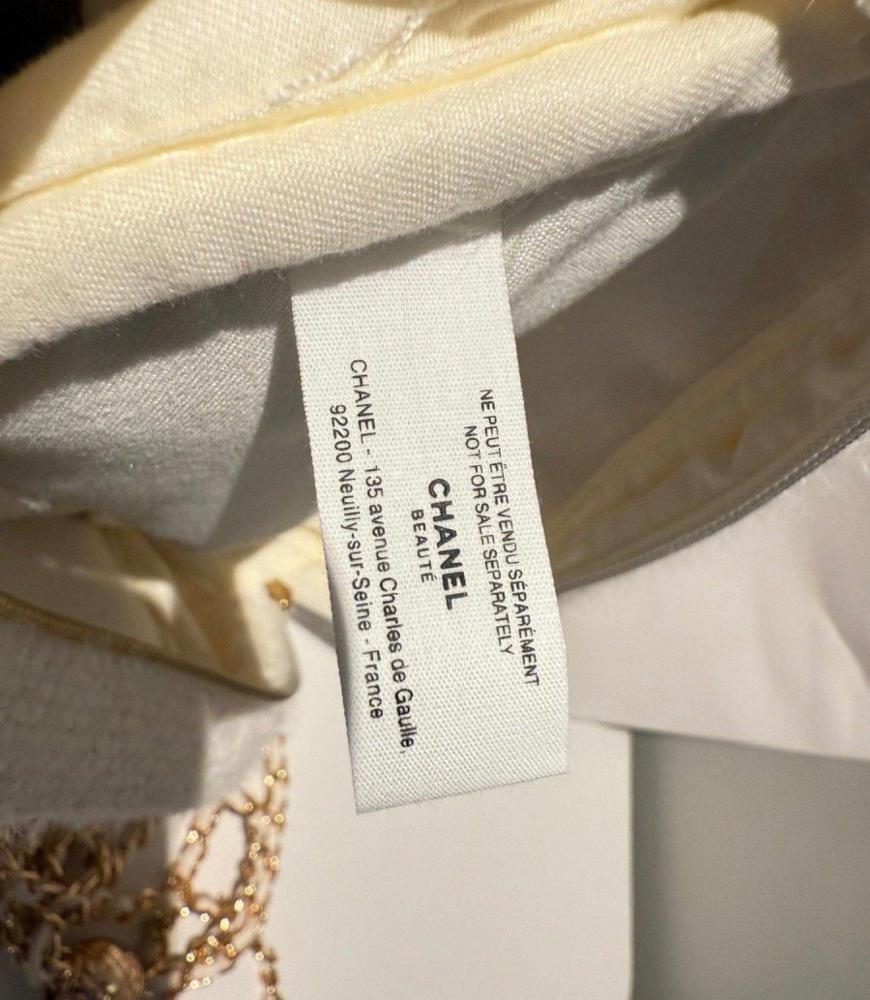 NE PEUT ÊTRE VENDU SÉPARÉMENT
NOT FOR SALE SEPARATELY
CHANEL
BEAUTÉ
CHANEL - 135 avenue Charles de Gaulle,
92200 Neuilly-sur-Seine - France